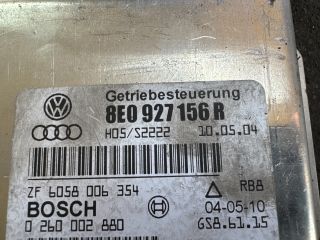 Getriebesteuerung
8E0 927 156 R
H05/S2222 10.05.04
ZF 6058 006 354 RB8
BOSCH 04-05-10
0 260 002 880 GS8.61.15